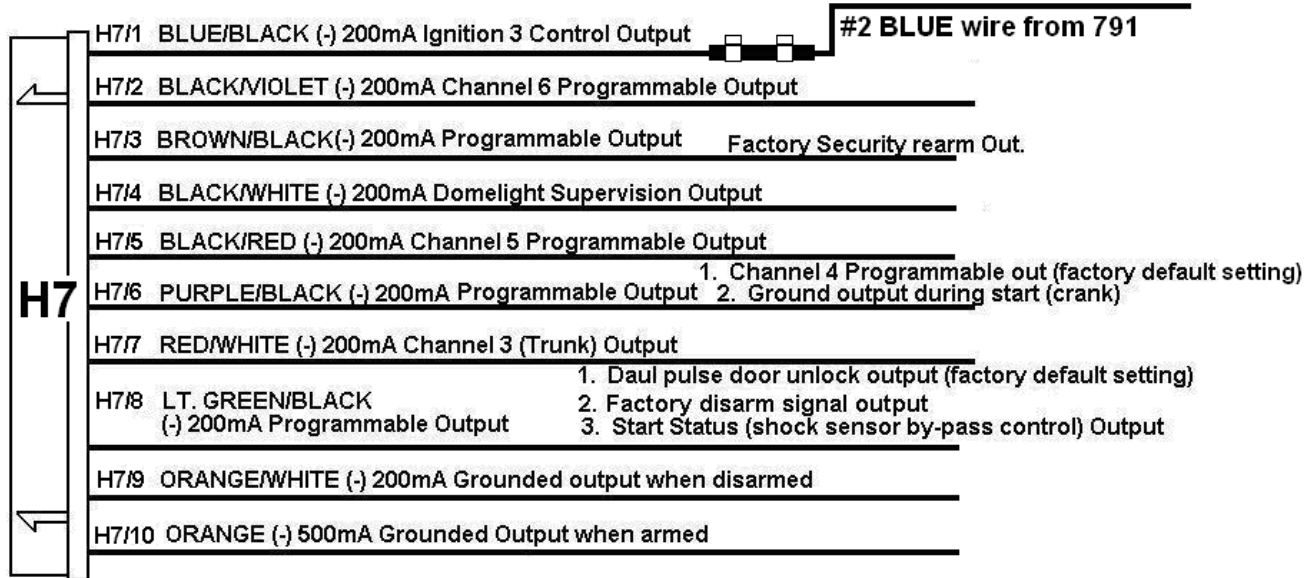 H7/1 BLUE/BLACK (-) 200mA Ignition 3 Control Output
#2 BLUE wire from 791
H7/2 BLACK/VIOLET (-) 200mA Channel 6 Programmable Output
H7/3 BROWN/BLACK(-) 200mA Programmable Output Factory Security rearm Out.
H7/4 BLACK/WHITE (-) 200mA Domelight Supervision Output
H7/5 BLACK/RED (-) 200mA Channel 5 Programmable Output
H7
H7/6 PURPLE/BLACK (-) 200mA Programmable Output
1. Channel 4 Programmable out (factory default setting)
2. Ground output during start (crank)
H7/7 RED/WHITE (-) 200mA Channel 3 (Trunk) Output
H7/8 LT. GREEN/BLACK
(-) 200mA Programmable Output
1. Daul pulse door unlock output (factory default setting)
2. Factory disarm signal output
3. Start Status (shock sensor by-pass control) Output
H7/9 ORANGE/WHITE (-) 200mA Grounded output when disarmed
H7/10 ORANGE (-) 500mA Grounded Output when armed